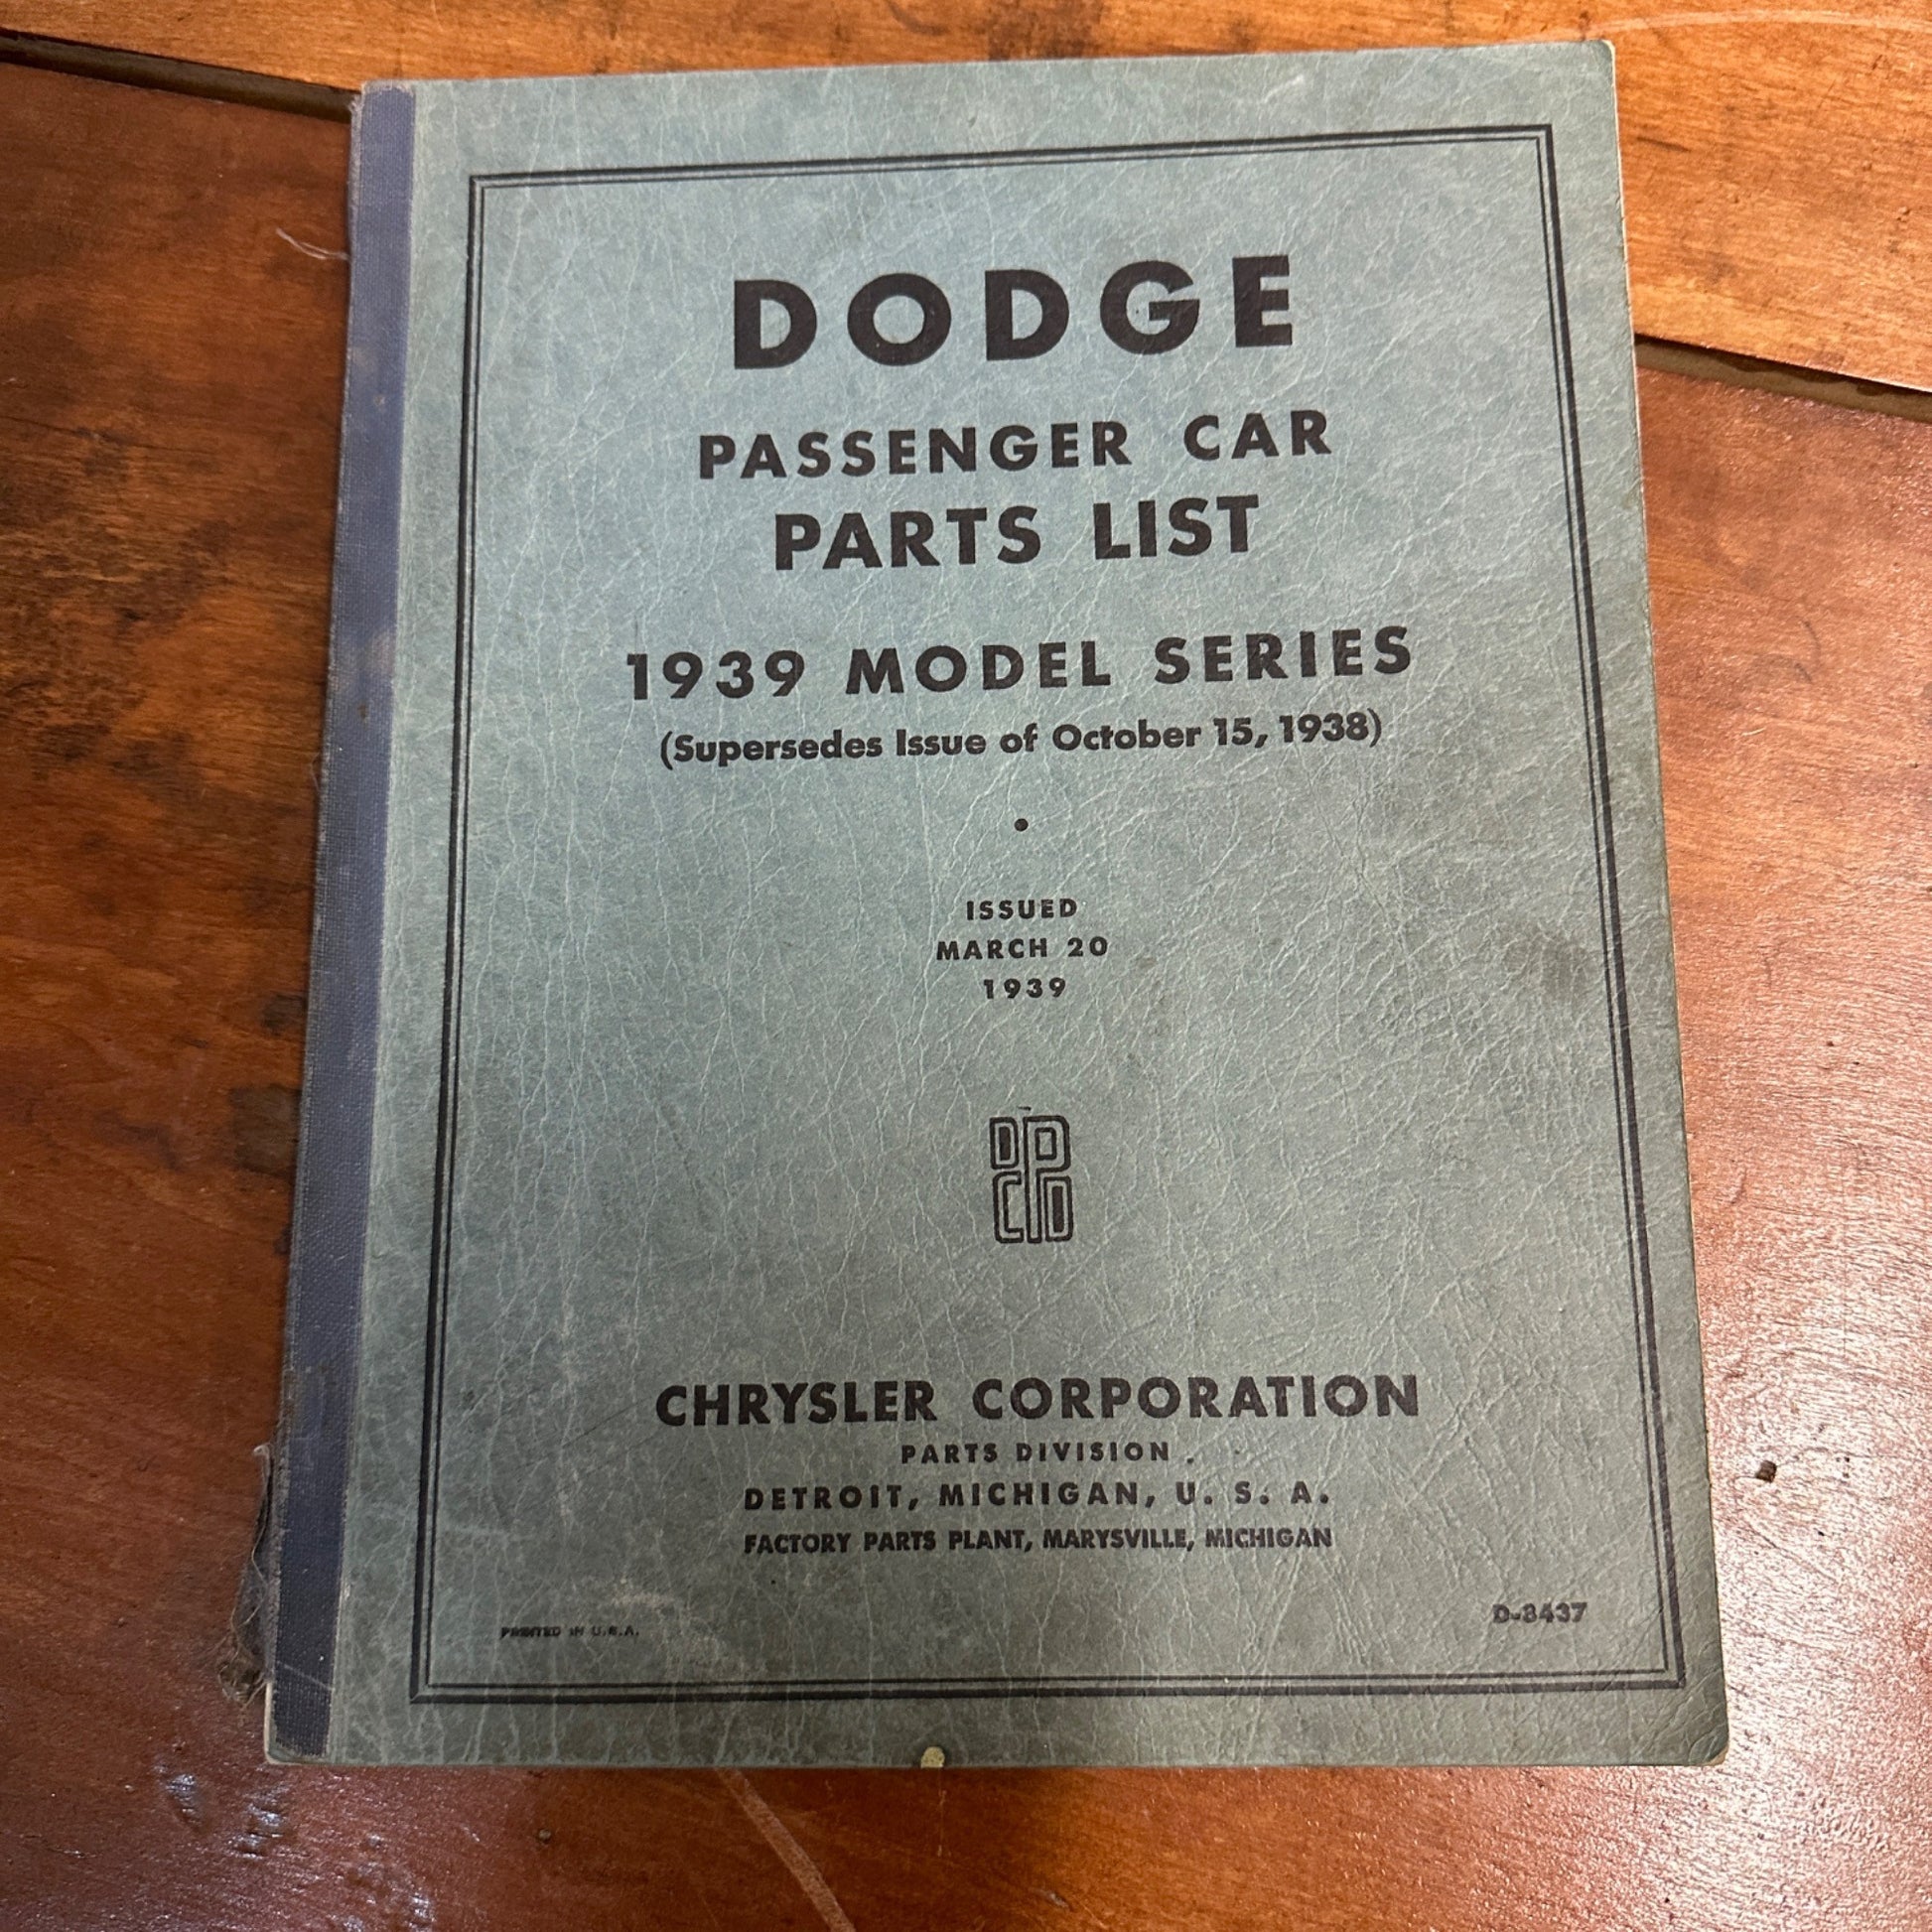 DODGE
PASSENGER CAR
PARTS LIST
1939 MODEL SERIES
(Supersedes Issue of October 15, 1938)
•
ISSUED
MARCH 20
1939
DPCD
CHRYSLER CORPORATION
PARTS DIVISION
DETROIT, MICHIGAN, U. S. A.
FACTORY PARTS PLANT, MARYSVILLE, MICHIGAN
PRINTED IN U.S.A.
D-3437